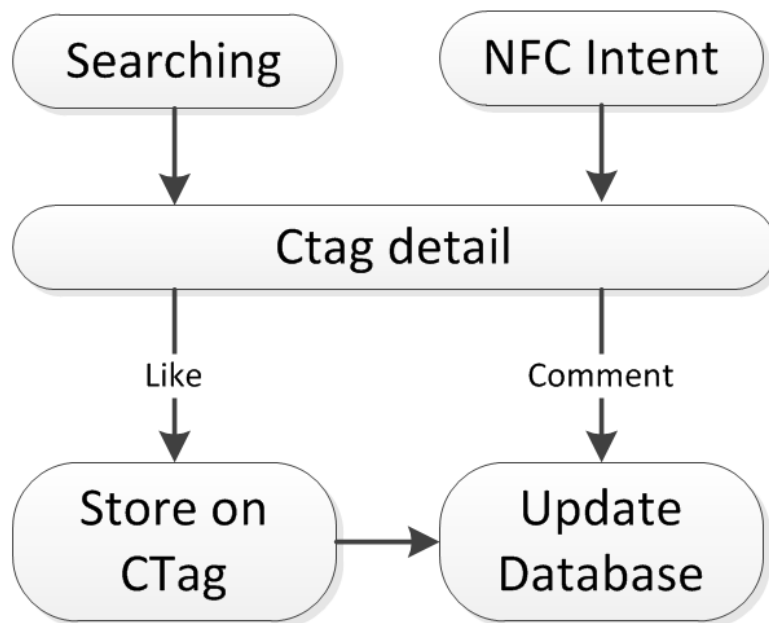 Searching
NFC Intent
Ctag detail
Like
Comment
Store on
CTag
Update
Database